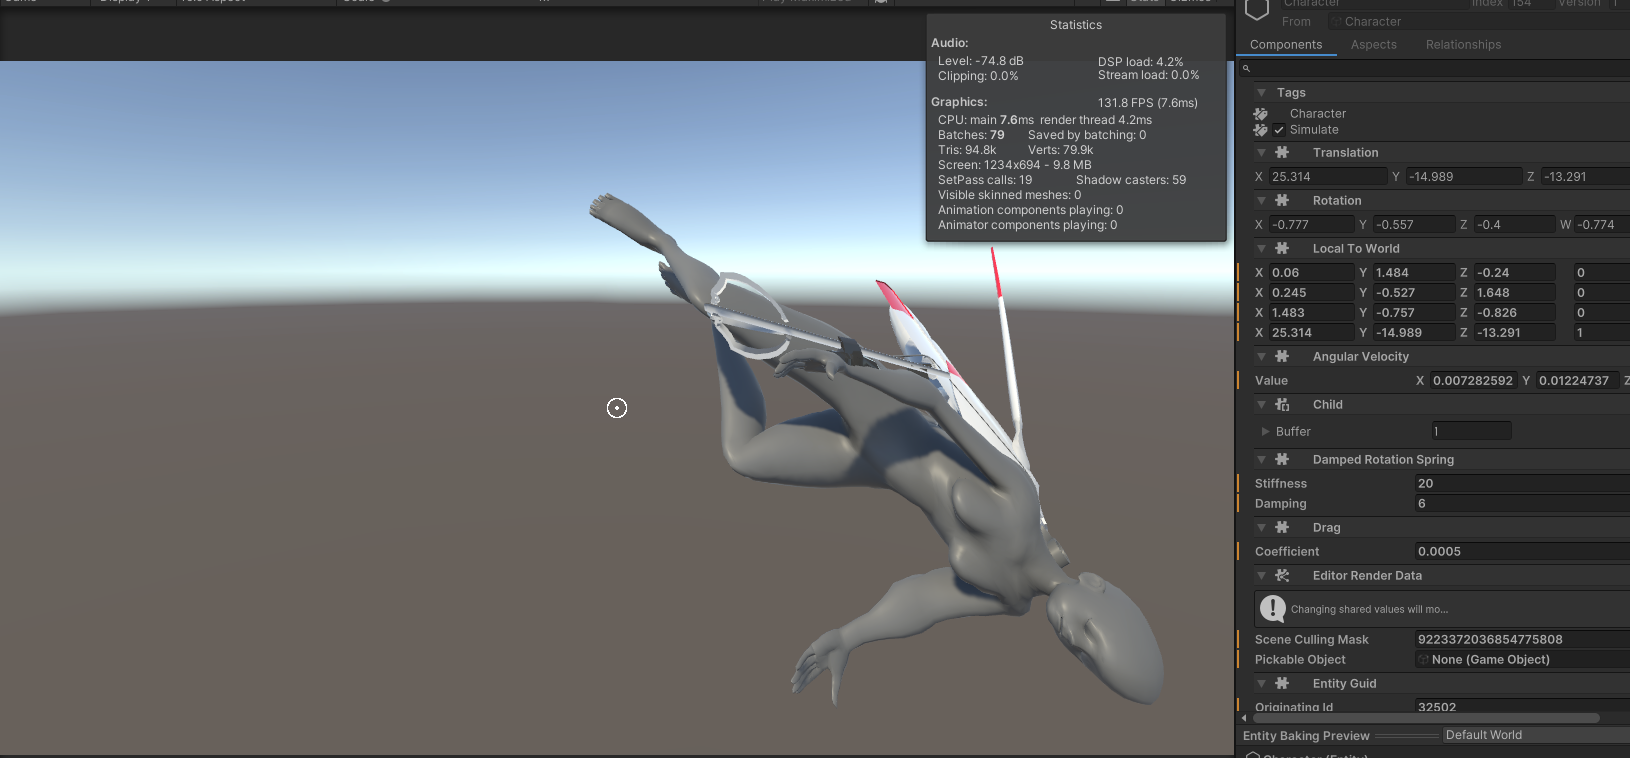 Statistics
Audio:
Level: -74.8 dB
DSP load: 4.2%
Clipping: 0.0%
Stream load: 0.0%
Graphics:
131.8 FPS (7.6ms)
CPU: main 7.6ms render thread 4.2ms
Batches: 79 Saved by batching: 0
Tris: 94.8k Verts: 79.9k
Screen: 1234x694 - 9.8 MB
SetPass calls: 19 Shadow casters: 59
Visible skinned meshes: 0
Animation components playing: 0
Animator components playing: 0
Character Index 154 Version 1
From Character
Components Aspects Relationships
Tags
Character
Simulate
Translation
X 25.314 Y -14.989 Z -13.291
Rotation
X -0.777 Y -0.557 Z -0.4 W -0.774
Local To World
X 0.06 Y 1.484 Z -0.24 0
X 0.245 Y -0.527 Z 1.648 0
X 1.483 Y -0.757 Z -0.826 0
X 25.314 Y -14.989 Z -13.291 1
Angular Velocity
Value X 0.007282592 Y 0.01224737 Z
Child
Buffer 1
Damped Rotation Spring
Stiffness 20
Damping 6
Drag
Coefficient 0.0005
Editor Render Data
Changing shared values will mo...
Scene Culling Mask 9223372036854775808
Pickable Object None (Game Object)
Entity Guid
Originating Id 32502
Entity Baking Preview Default World